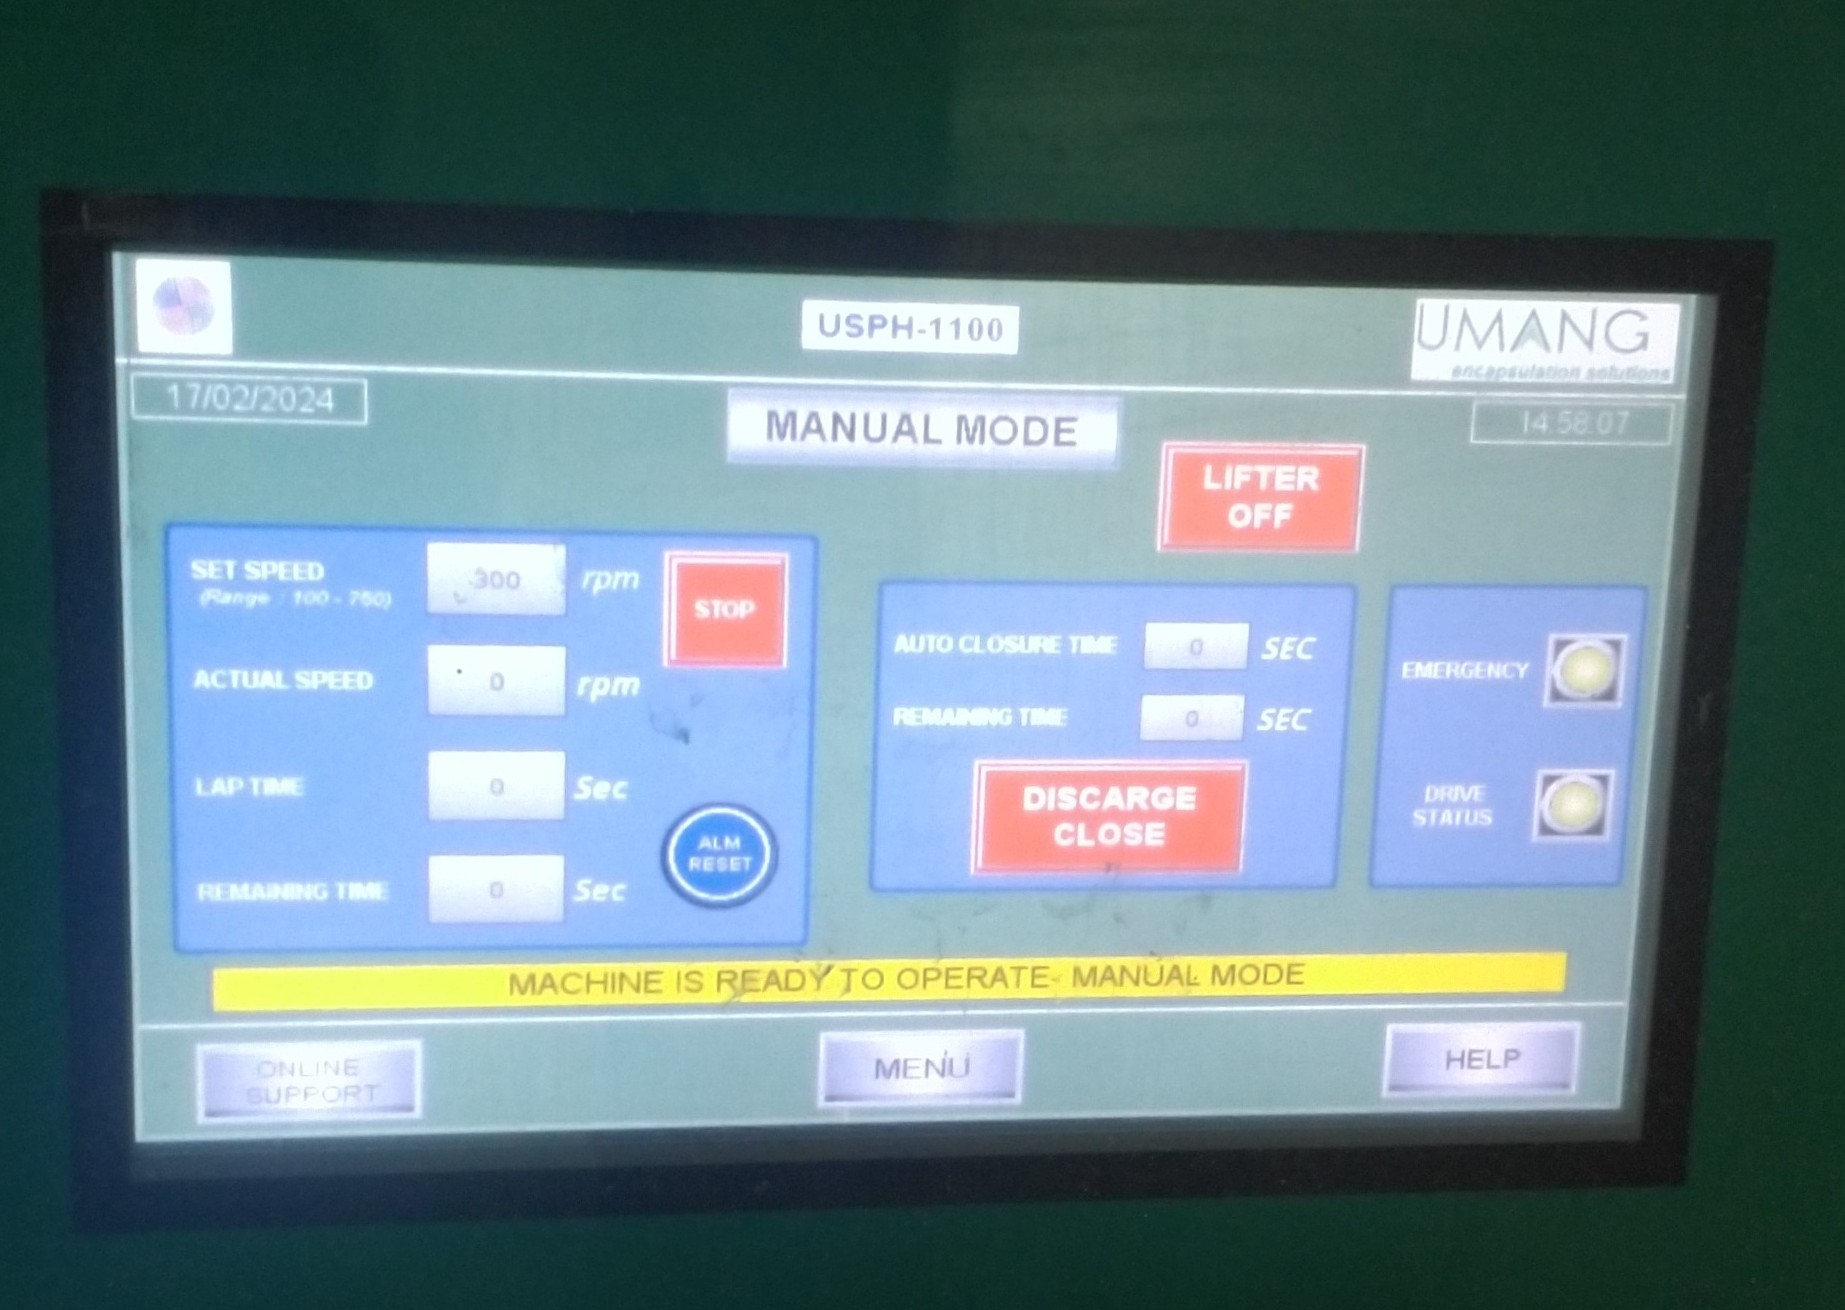 USPH-1100
UMANG
encapsulation solutions
17/02/2024
MANUAL MODE
14:58:07
LIFTER
OFF
SET SPEED
(Range : 100 - 750)
300 rpm
STOP
ACTUAL SPEED
0 rpm
LAP TIME
0 Sec
REMAINING TIME
0 Sec
ALM
RESET
AUTO CLOSURE TIME
0 SEC
REMAINING TIME
0 SEC
DISCARGE
CLOSE
EMERGENCY
DRIVE
STATUS
MACHINE IS READY TO OPERATE- MANUAL MODE
ONLINE
SUPPORT
MENU
HELP